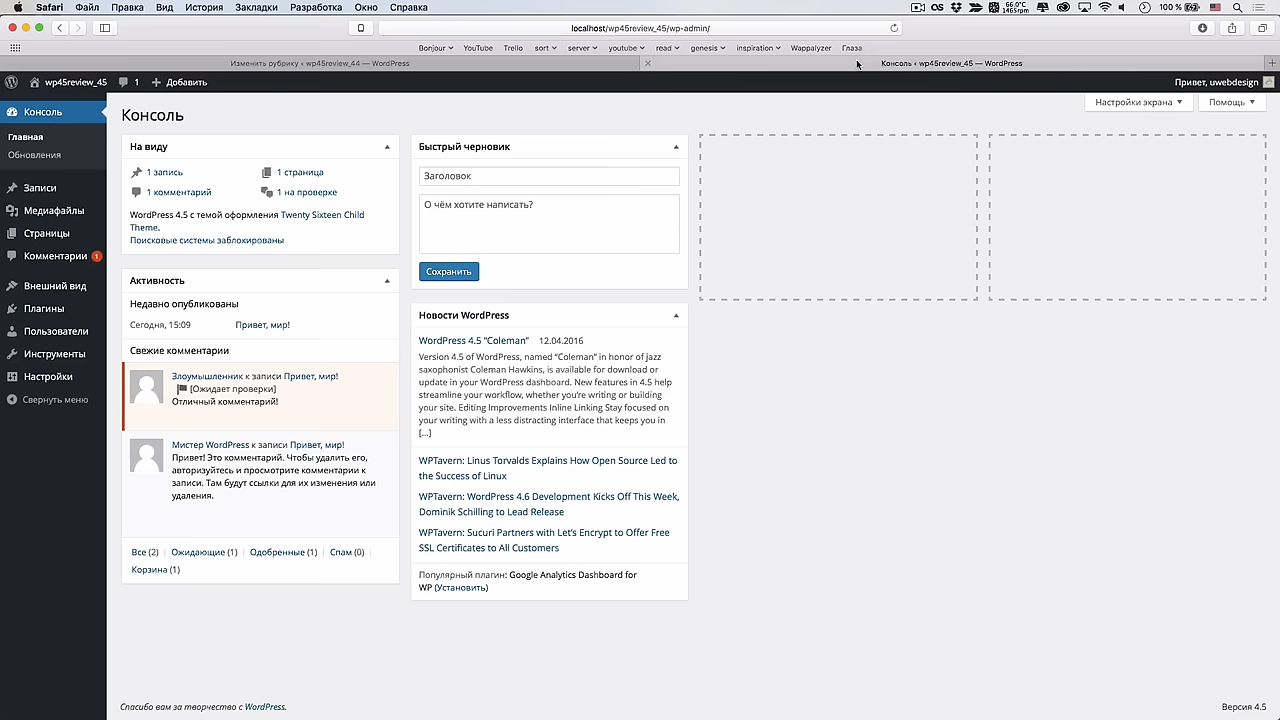 Safari Файл Правка Вид История Закладки Разработка Окно Справка
OS 66.0°C 1465rpm 100 %
localhost/wp45review_45/wp-admin/
Bonjour YouTube Trello sort server youtube read genesis inspiration Wappalyzer Глаза
Изменить рубрику ‹ wp45review_44 — WordPress
Консоль ‹ wp45review_45 — WordPress
wp45review_45 1 Добавить
Привет, uwebdesign
Консоль
Главная
Обновления
Записи
Медиафайлы
Страницы
Комментарии 1
Внешний вид
Плагины
Пользователи
Инструменты
Настройки
Свернуть меню
Настройки экрана
Помощь
Консоль
На виду
1 запись
1 страница
1 комментарий
1 на проверке
WordPress 4.5 с темой оформления Twenty Sixteen Child
Theme.
Поисковые системы заблокированы
Активность
Недавно опубликованы
Сегодня, 15:09 Привет, мир!
Свежие комментарии
Злоумышленник к записи Привет, мир!
[Ожидает проверки]
Отличный комментарий!
Мистер WordPress к записи Привет, мир!
Привет! Это комментарий. Чтобы удалить его,
авторизуйтесь и просмотрите комментарии к
записи. Там будут ссылки для их изменения или
удаления.
Все (2) | Ожидающие (1) | Одобренные (1) | Спам (0) |
Корзина (1)
Быстрый черновик
Заголовок
О чём хотите написать?
Сохранить
Новости WordPress
WordPress 4.5 “Coleman” 12.04.2016
Version 4.5 of WordPress, named “Coleman” in honor of jazz
saxophonist Coleman Hawkins, is available for download or
update in your WordPress dashboard. New features in 4.5 help
streamline your workflow, whether you’re writing or building
your site. Editing Improvements Inline Linking Stay focused on
your writing with a less distracting interface that keeps you in
[…]
WPTavern: Linus Torvalds Explains How Open Source Led to
the Success of Linux
WPTavern: WordPress 4.6 Development Kicks Off This Week,
Dominik Schilling to Lead Release
WPTavern: Sucuri Partners with Let’s Encrypt to Offer Free
SSL Certificates to All Customers
Популярный плагин: Google Analytics Dashboard for
WP (Установить)
Спасибо вам за творчество с WordPress.
Версия 4.5